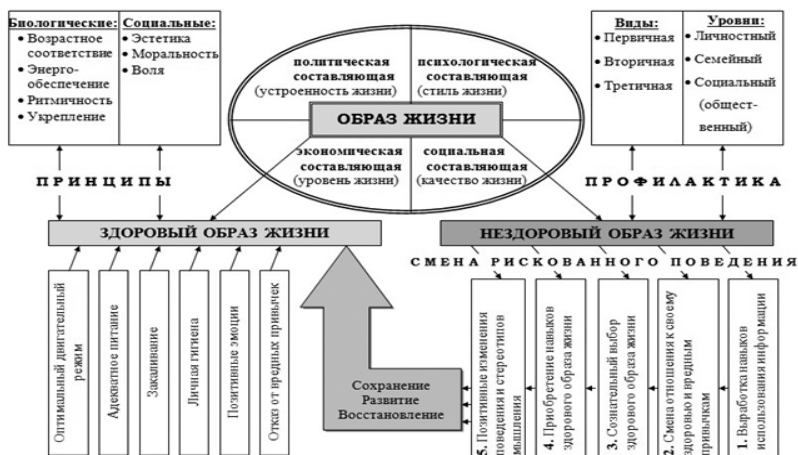 Биологические:
• Возрастное
соответствие
• Энерго-
обеспечение
• Ритмичность
• Укрепление
Социальные:
• Эстетика
• Моральность
• Воля
политическая
составляющая
(устроенность жизни)
психологическая
составляющая
(стиль жизни)
ОБРАЗ ЖИЗНИ
экономическая
составляющая
(уровень жизни)
социальная
составляющая
(качество жизни)
Виды:
• Первичная
• Вторичная
• Третичная
Уровни:
• Личностный
• Семейный
• Социальный
(общест-
венный)
ПРИНЦИПЫ
ПРОФИЛАКТИКА
ЗДОРОВЫЙ ОБРАЗ ЖИЗНИ
НЕЗДОРОВЫЙ ОБРАЗ ЖИЗНИ
СМЕНА РИСКОВАННОГО ПОВЕДЕНИЯ
Оптимальный двигательный
режим
Адекватное питание
Закаливание
Личная гигиена
Позитивные эмоции
Отказ от вредных привычек
Сохранение
Развитие
Восстановление
5. Позитивные изменения
поведения и стереотипов
мышления
4. Приобретение навыков
здорового образа жизни
3. Сознательный выбор
здорового образа жизни
2. Смена отношения к своему
здоровью и вредным
привычкам
1. Выработка навыков
использования информации